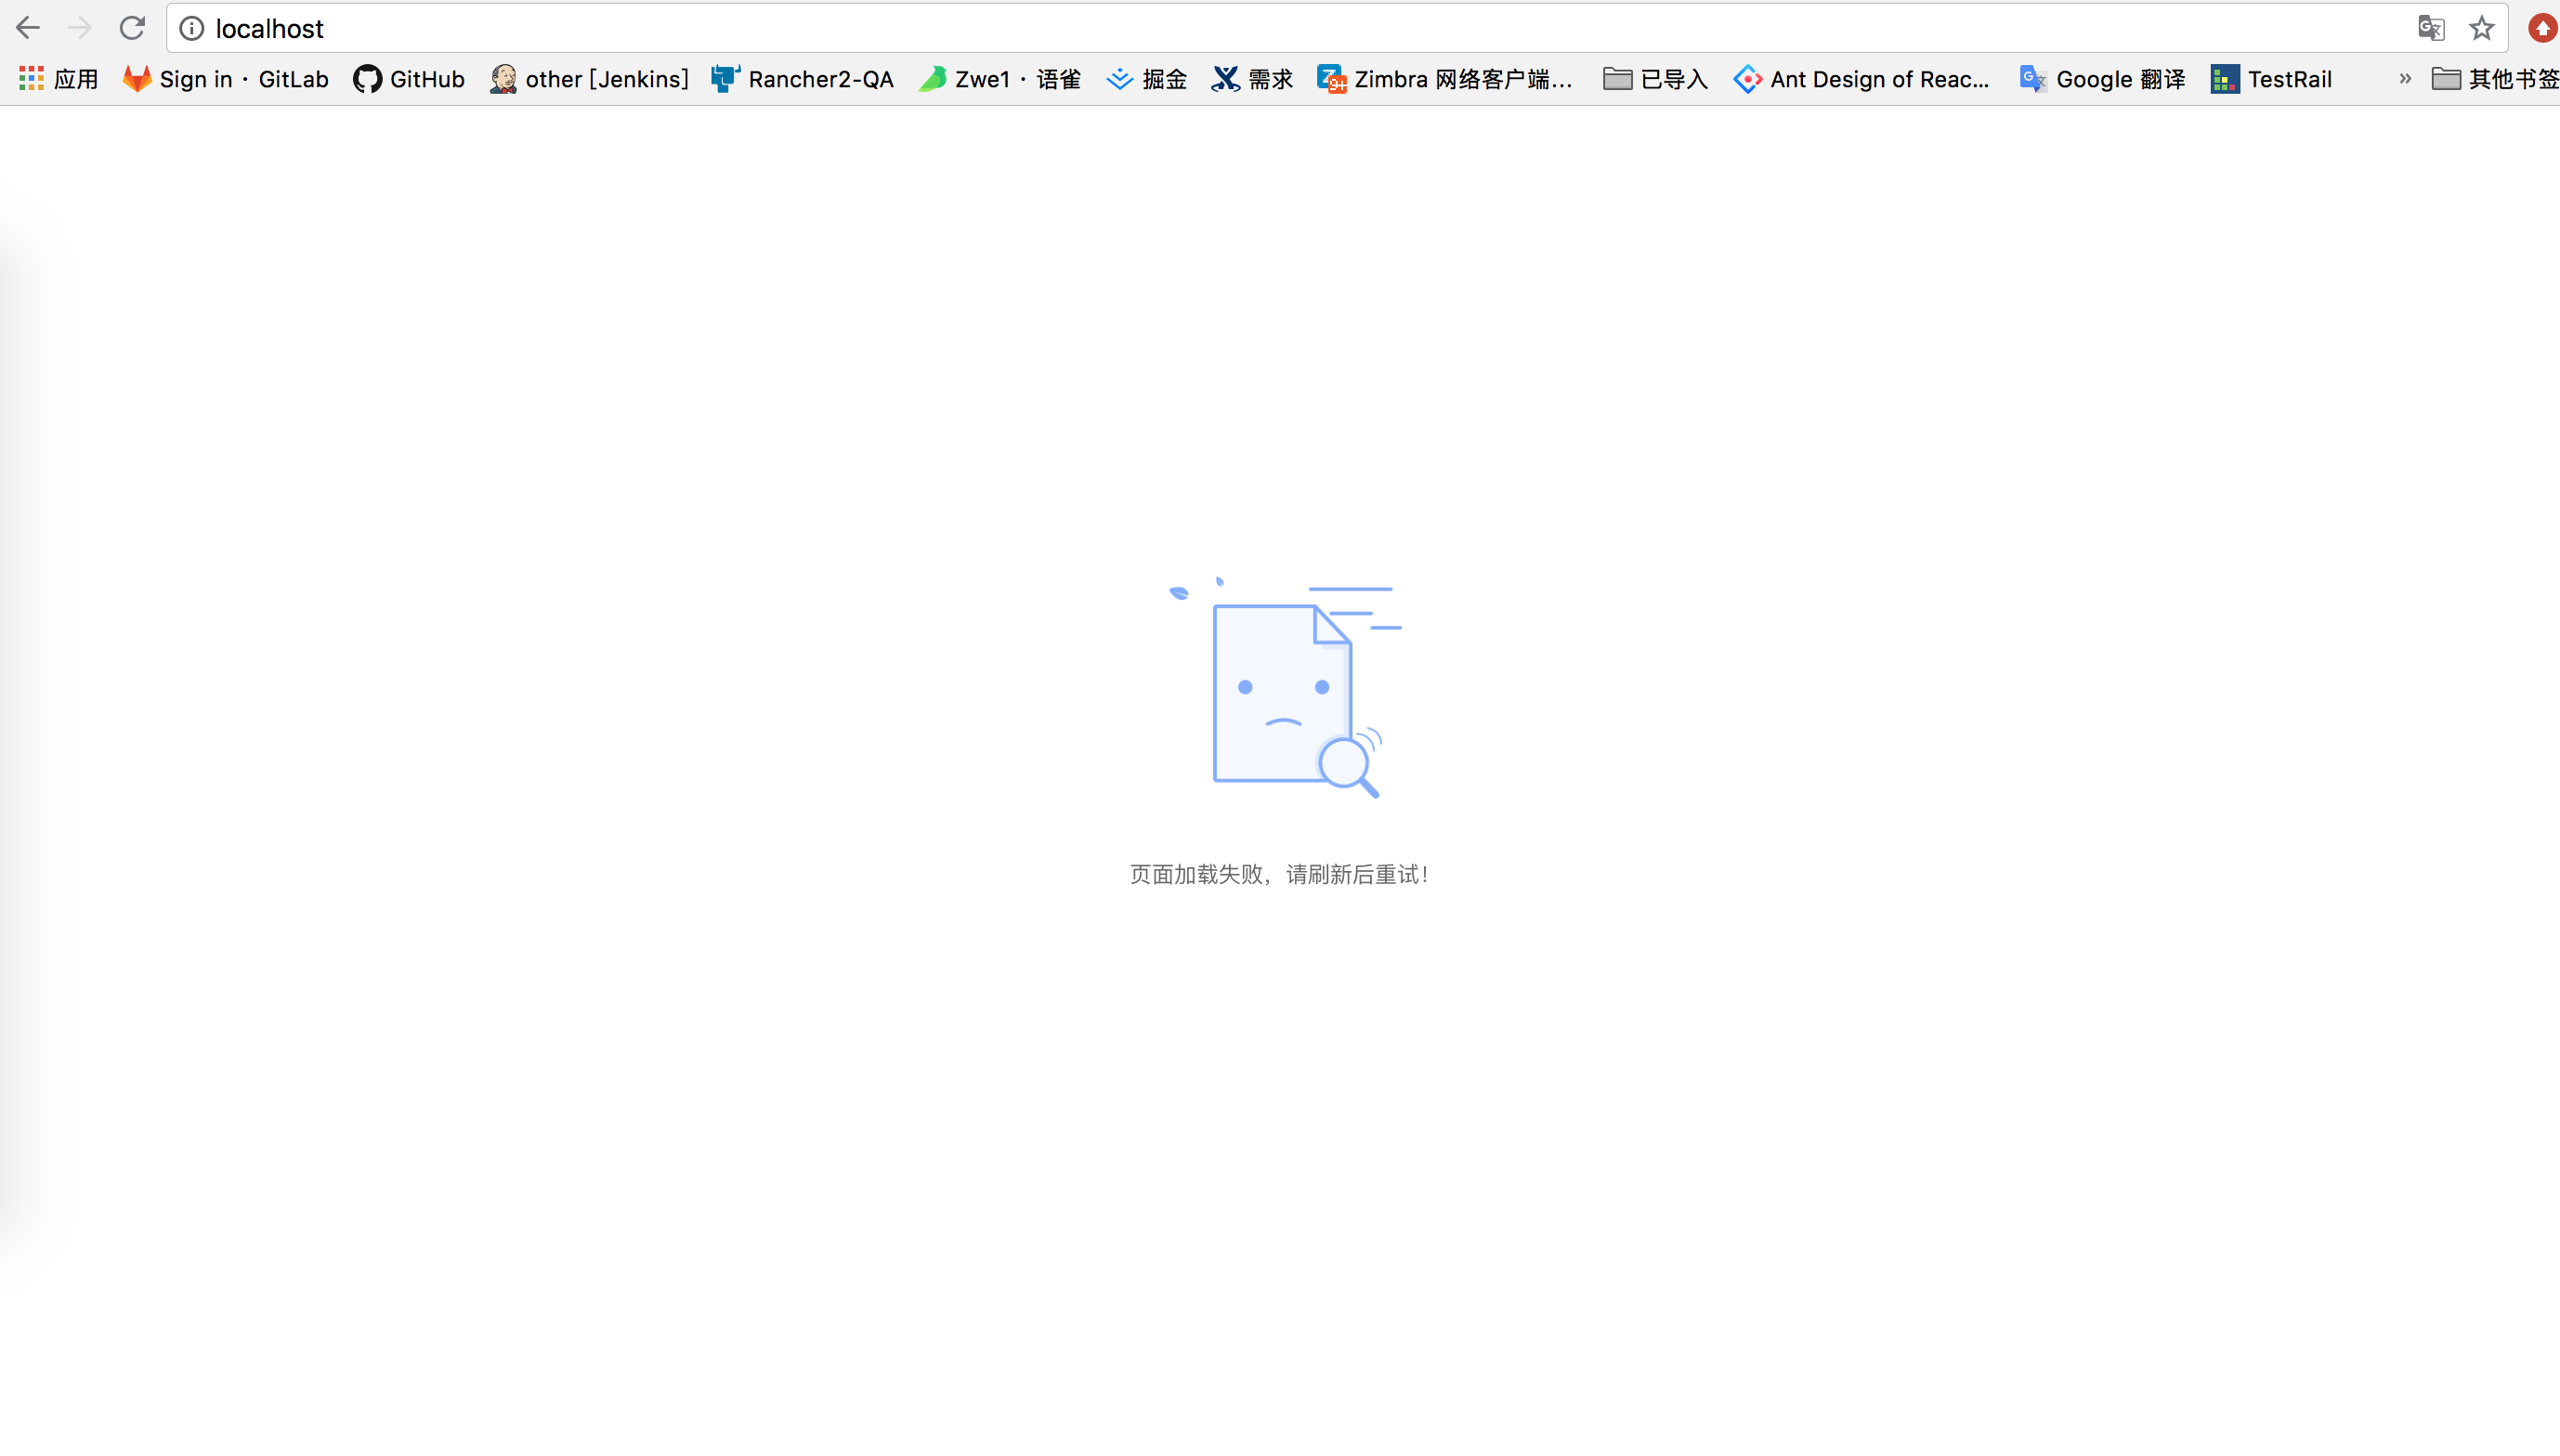 localhost
应用 Sign in · GitLab GitHub other [Jenkins] Rancher2-QA Zwe1 · 语雀 掘金 需求 Zimbra 网络客户端... 已导入 Ant Design of Reac... Google 翻译 TestRail » 其他书签
页面加载失败，请刷新后重试！